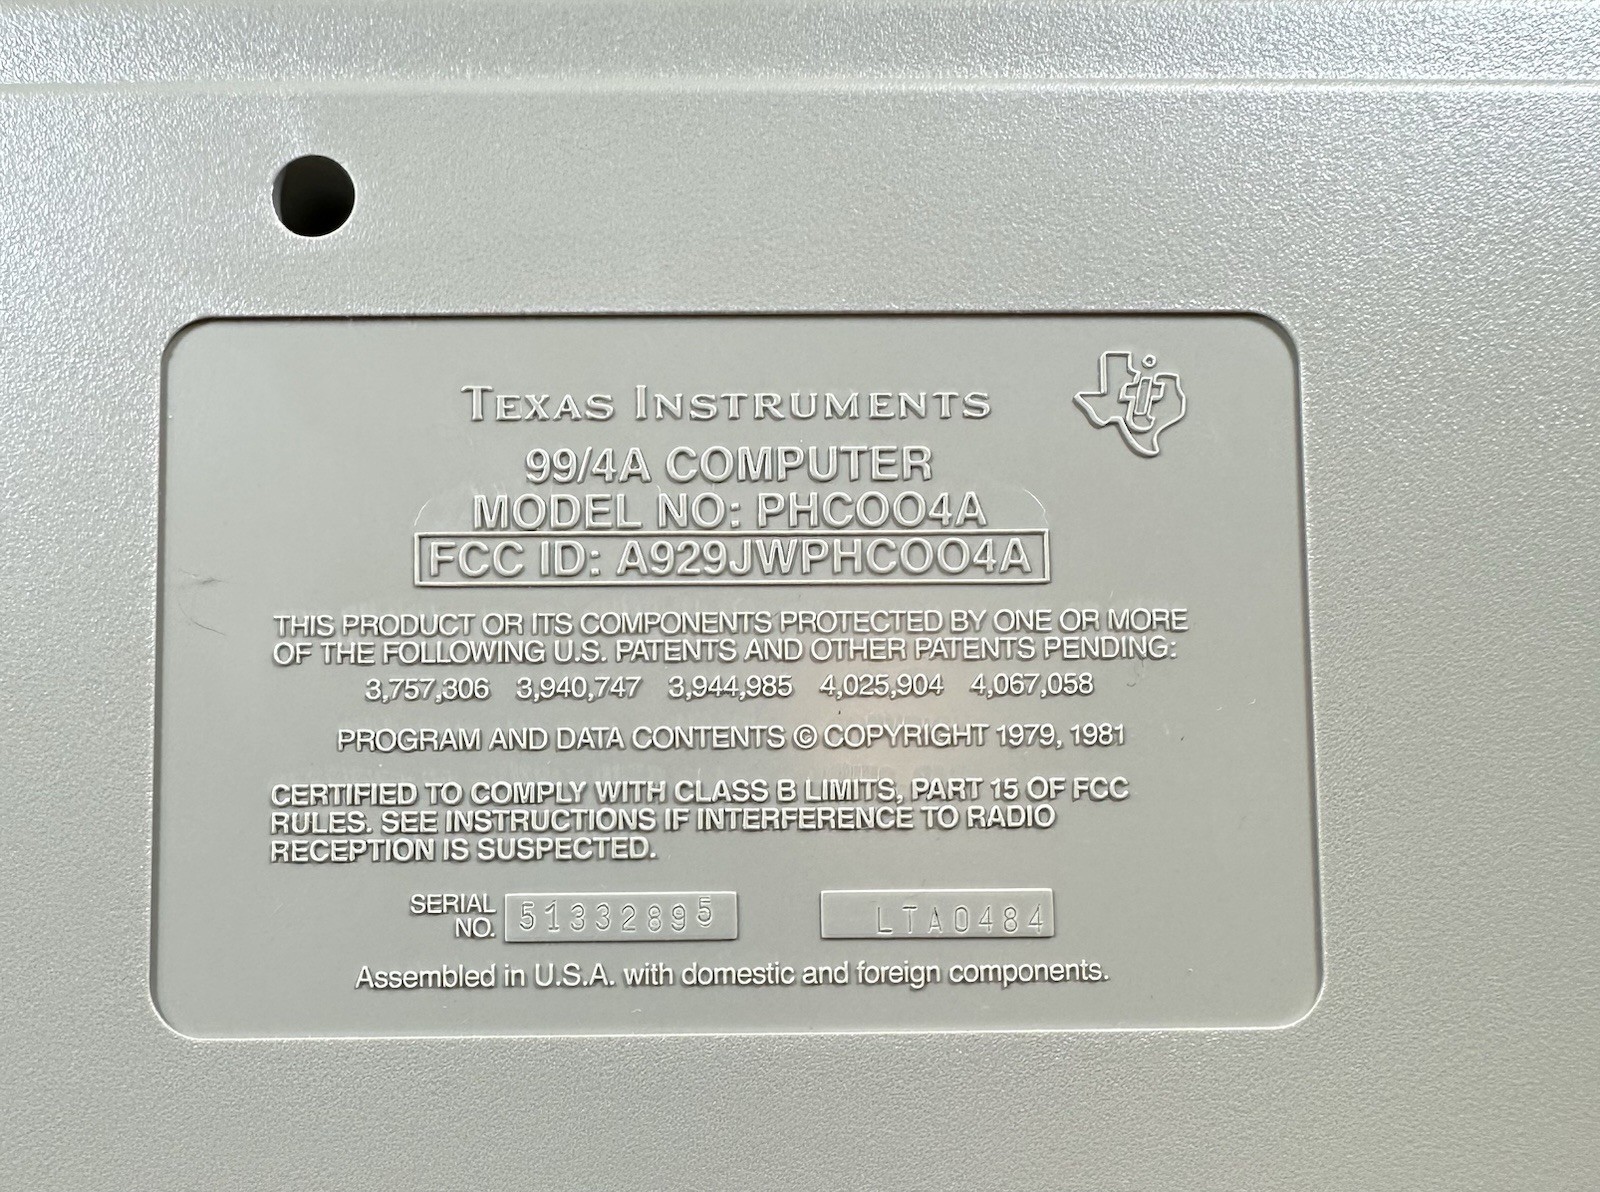 TEXAS INSTRUMENTS
99/4A COMPUTER
MODEL NO: PHC004A
FCC ID: A929JWPHC004A
THIS PRODUCT OR ITS COMPONENTS PROTECTED BY ONE OR MORE
OF THE FOLLOWING U.S. PATENTS AND OTHER PATENTS PENDING:
3,757,306 3,940,747 3,944,985 4,025,904 4,067,058
PROGRAM AND DATA CONTENTS © COPYRIGHT 1979, 1981
CERTIFIED TO COMPLY WITH CLASS B LIMITS, PART 15 OF FCC
RULES. SEE INSTRUCTIONS IF INTERFERENCE TO RADIO
RECEPTION IS SUSPECTED.
SERIAL
NO. 51332895 LTA0484
Assembled in U.S.A. with domestic and foreign components.